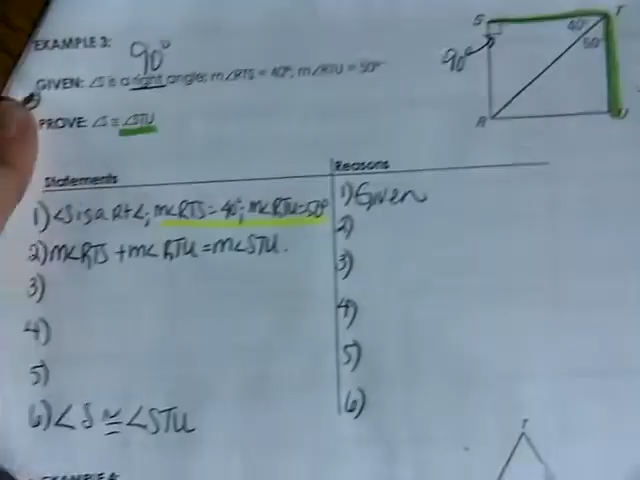 EXAMPLE 3:
90°
GIVEN: ∠S is a right angle; m∠RTS = 40°; m∠RTU = 50°
PROVE: ∠S ≅ ∠STU
S
T
40°
50°
90°
R
U
Statements
Reasons
1) ∠S is a Rt ∠; m∠RTS = 40°; m∠RTU = 50°
1) Given
2) m∠RTS + m∠RTU = m∠STU.
2)
3)
3)
4)
4)
5)
5)
6) ∠S ≅ ∠STU
6)
T